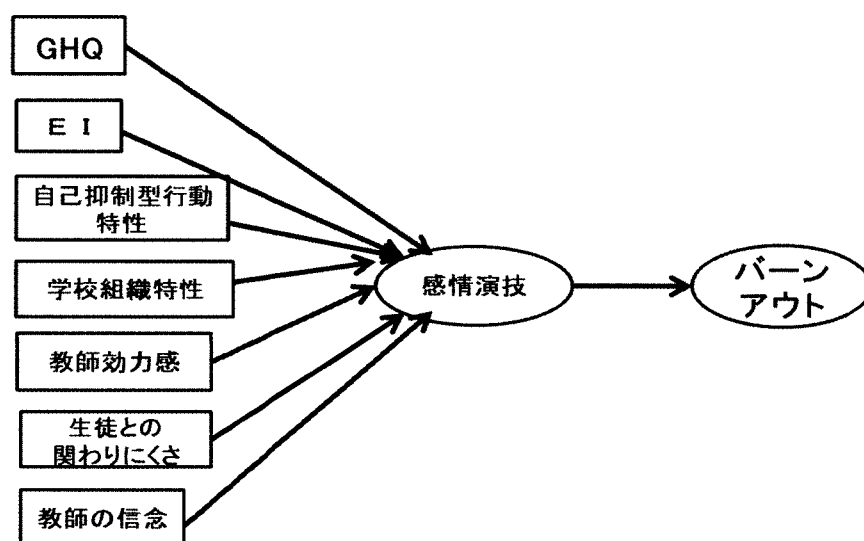 GHQ
E I
自己抑制型行動
特性
学校組織特性
教師効力感
生徒との
関わりにくさ
教師の信念
感情演技
バーン
アウト